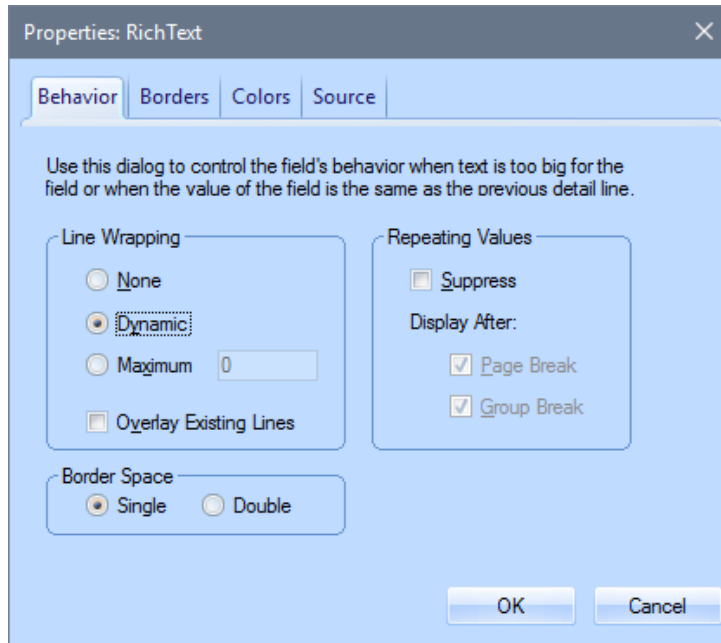 Properties: RichText
Behavior Borders Colors Source
Use this dialog to control the field's behavior when text is too big for the
field or when the value of the field is the same as the previous detail line.
Line Wrapping
None
Dynamic
Maximum 0
Overlay Existing Lines
Repeating Values
Suppress
Display After:
Page Break
Group Break
Border Space
Single Double
OK Cancel